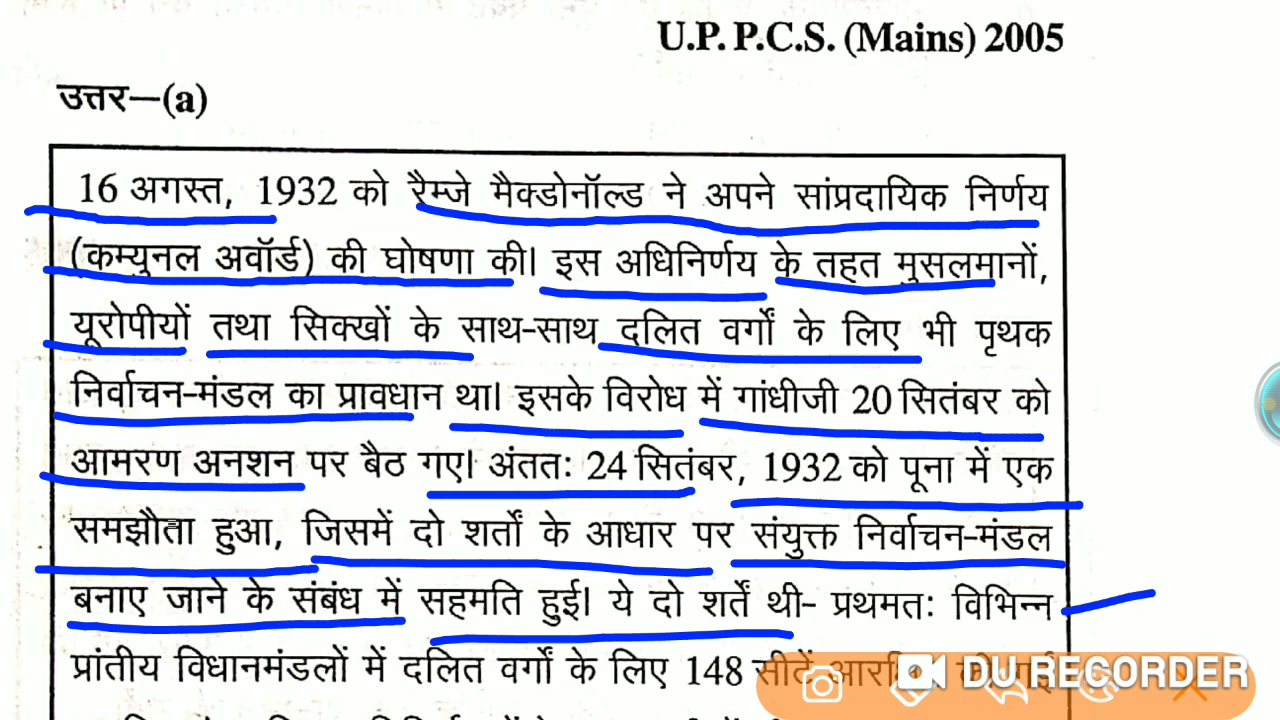 U.P. P.C.S. (Mains) 2005
उत्तर—(a)
16 अगस्त, 1932 को रैम्जे मैक्डोनॉल्ड ने अपने सांप्रदायिक निर्णय
(कम्युनल अवॉर्ड) की घोषणा की। इस अधिनिर्णय के तहत मुसलमानों,
यूरोपीयों तथा सिक्खों के साथ-साथ दलित वर्गों के लिए भी पृथक
निर्वाचन-मंडल का प्रावधान था। इसके विरोध में गांधीजी 20 सितंबर को
आमरण अनशन पर बैठ गए। अंततः 24 सितंबर, 1932 को पूना में एक
समझौता हुआ, जिसमें दो शर्तों के आधार पर संयुक्त निर्वाचन-मंडल
बनाए जाने के संबंध में सहमति हुई। ये दो शर्तें थी- प्रथमतः विभिन्न
प्रांतीय विधानमंडलों में दलित वर्गों के लिए 148 सीटें
DU RECORDER